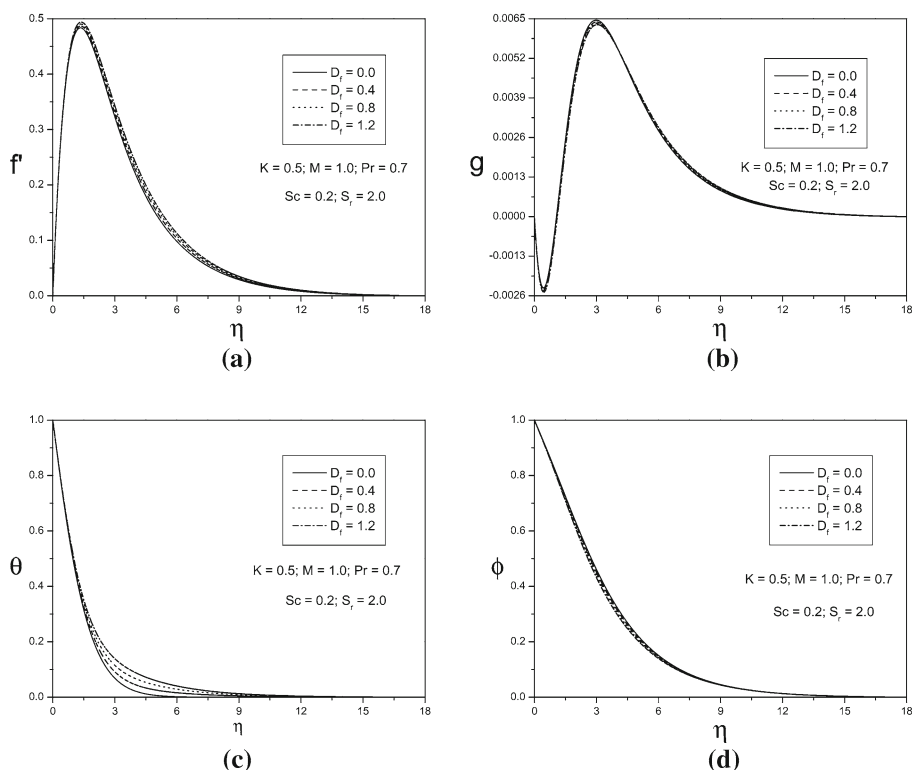 0.5
0.4
0.3
0.2
0.1
0.0
f'
D_f = 0.0
D_f = 0.4
D_f = 0.8
D_f = 1.2
K = 0.5; M = 1.0; Pr = 0.7
Sc = 0.2; S_r = 2.0
0 3 6 9 12 15 18
η
(a)
0.0065
0.0052
0.0039
0.0026
0.0013
0.0000
-0.0013
-0.0026
g
D_f = 0.0
D_f = 0.4
D_f = 0.8
D_f = 1.2
K = 0.5; M = 1.0; Pr = 0.7
Sc = 0.2; S_r = 2.0
0 3 6 9 12 15 18
η
(b)
1.0
0.8
0.6
0.4
0.2
0.0
θ
D_f = 0.0
D_f = 0.4
D_f = 0.8
D_f = 1.2
K = 0.5; M = 1.0; Pr = 0.7
Sc = 0.2; S_r = 2.0
0 3 6 9 12 15 18
η
(c)
1.0
0.8
0.6
0.4
0.2
0.0
ϕ
D_f = 0.0
D_f = 0.4
D_f = 0.8
D_f = 1.2
K = 0.5; M = 1.0; Pr = 0.7
Sc = 0.2; S_r = 2.0
0 3 6 9 12 15 18
η
(d)